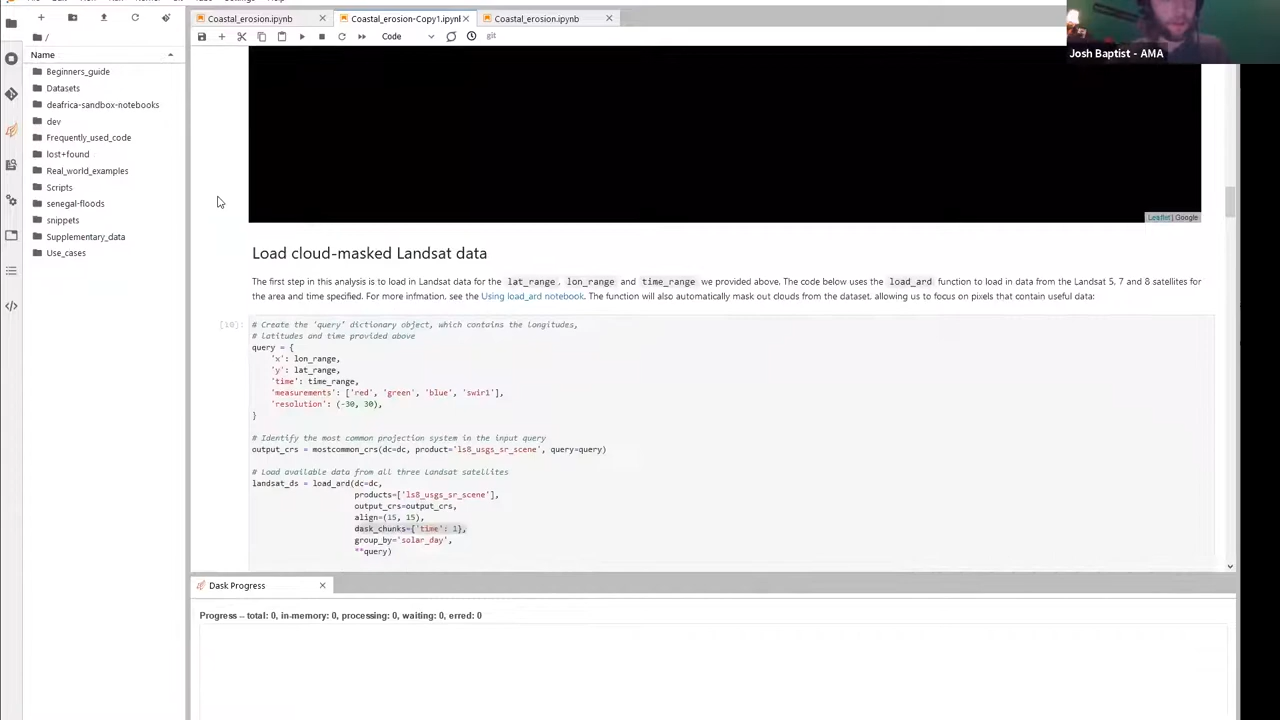 Coastal_erosion.ipynb
Coastal_erosion-Copy1.ipynb
Coastal_erosion.ipynb
Code
git
Josh Baptist - AMA
/
Name
Beginners_guide
Datasets
deafrica-sandbox-notebooks
dev
Frequently_used_code
lost+found
Real_world_examples
Scripts
senegal-floods
snippets
Supplementary_data
Use_cases
Leaflet | Google
Load cloud-masked Landsat data
The first step in this analysis is to load in Landsat data for the lat_range, lon_range and time_range we provided above. The code below uses the load_ard function to load in data from the Landsat 5, 7 and 8 satellites for
the area and time specified. For more infmation, see the Using load_ard notebook. The function will also automatically mask out clouds from the dataset, allowing us to focus on pixels that contain useful data:
[10]:
# Create the 'query' dictionary object, which contains the longitudes,
# latitudes and time provided above
query = {
'x': lon_range,
'y': lat_range,
'time': time_range,
'measurements': ['red', 'green', 'blue', 'swir1'],
'resolution': (-30, 30),
}
# Identify the most common projection system in the input query
output_crs = mostcommon_crs(dc=dc, product='ls8_usgs_sr_scene', query=query)
# Load available data from all three Landsat satellites
landsat_ds = load_ard(dc=dc,
products=['ls8_usgs_sr_scene'],
output_crs=output_crs,
align=(15, 15),
dask_chunks={'time': 1},
group_by='solar_day',
**query)
Dask Progress
Progress -- total: 0, in-memory: 0, processing: 0, waiting: 0, erred: 0